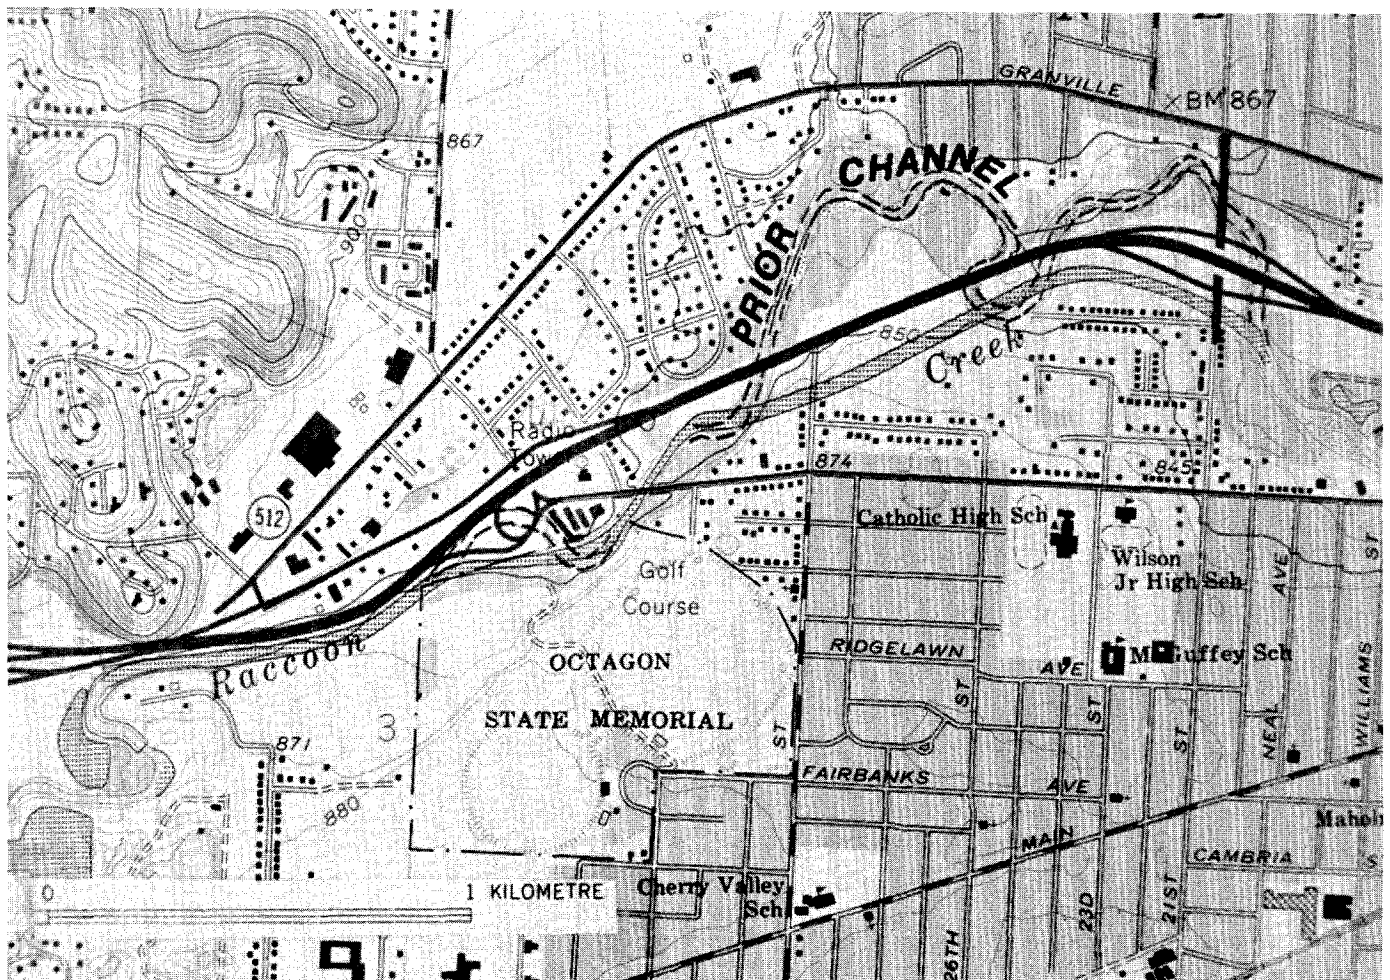 GRANVILLE
BM 867
867
CHANNEL
PRIOR
900
850
Creek
Radio
Tower
874
845
512
Catholic High Sch
Wilson
Jr High Sch
Golf
Course
AVE
ST
Raccoon
OCTAGON
RIDGELAWN
AVE
McGuffey Sch
STATE MEMORIAL
ST
ST
ST
ST
NEAL
WILLIAMS
3
871
FAIRBANKS
AVE
880
MAIN
CAMBRIA
0
1 KILOMETRE
Cherry Valley
Sch
26TH
23D
21ST